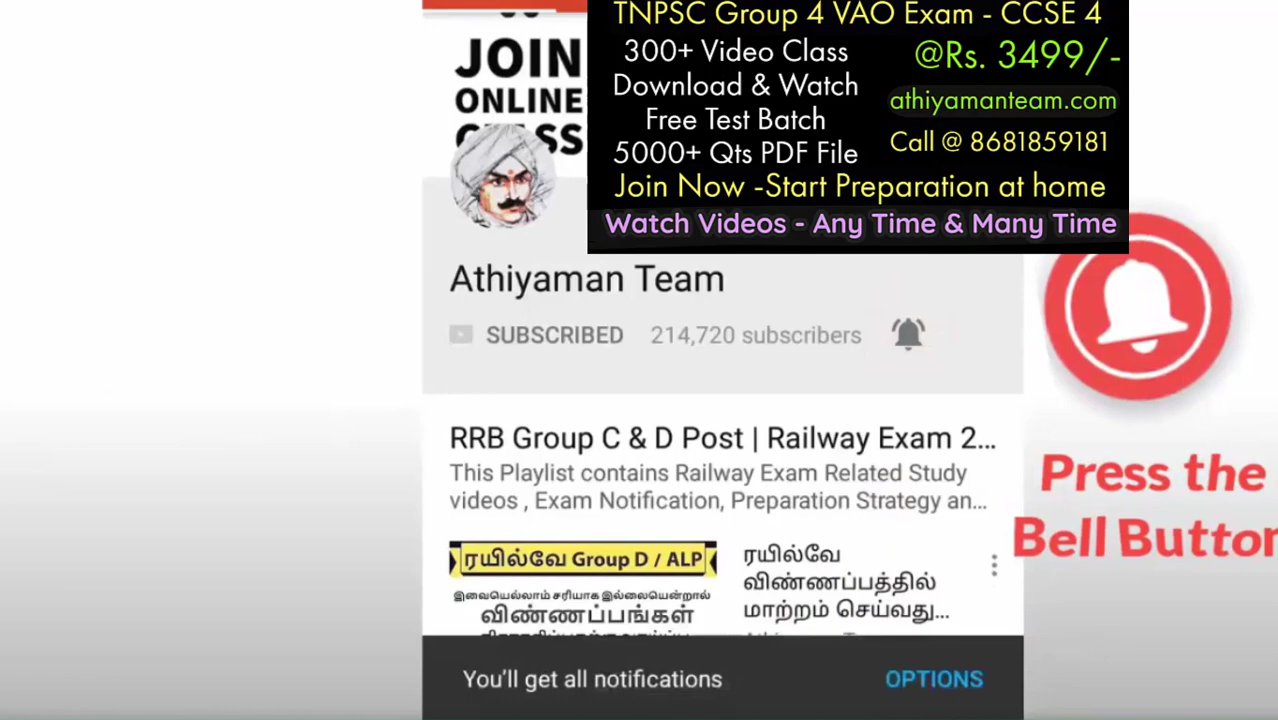 JOIN
ONLINE
CLASS
TNPSC Group 4 VAO Exam - CCSE 4
300+ Video Class
@Rs. 3499/-
Download & Watch
athiyamanteam.com
Free Test Batch
Call @ 8681859181
5000+ Qts PDF File
Join Now -Start Preparation at home
Watch Videos - Any Time & Many Time
Athiyaman Team
SUBSCRIBED 214,720 subscribers
RRB Group C & D Post | Railway Exam 2...
This Playlist contains Railway Exam Related Study
videos , Exam Notification, Preparation Strategy an...
Press the
Bell Button
ரயில்வே Group D / ALP
இவையெல்லாம் சரியாக இல்லையென்றால்
விண்ணப்பங்கள்
ரயில்வே
விண்ணப்பத்தில்
மாற்றம் செய்வது...
You'll get all notifications
OPTIONS